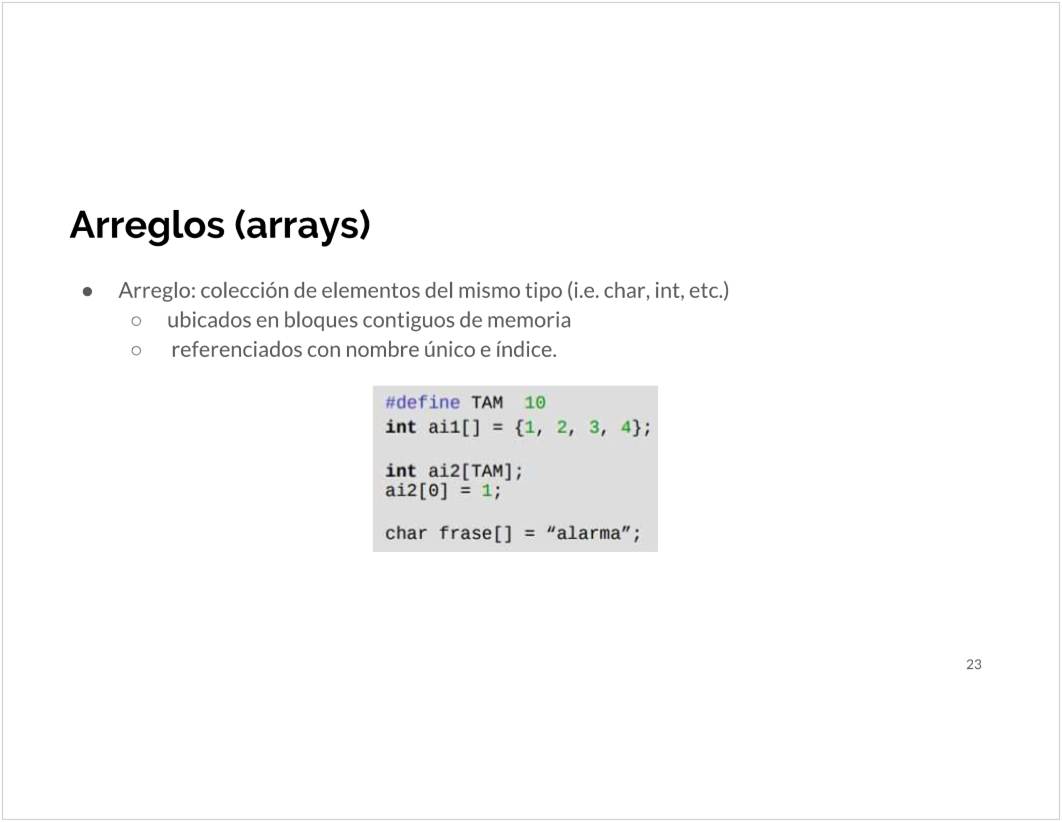 Arreglos (arrays)
● Arreglo: colección de elementos del mismo tipo (i.e. char, int, etc.)
○ ubicados en bloques contiguos de memoria
○ referenciados con nombre único e índice.
#define TAM 10
int ai1[] = {1, 2, 3, 4};
int ai2[TAM];
ai2[0] = 1;
char frase[] = “alarma”;
23